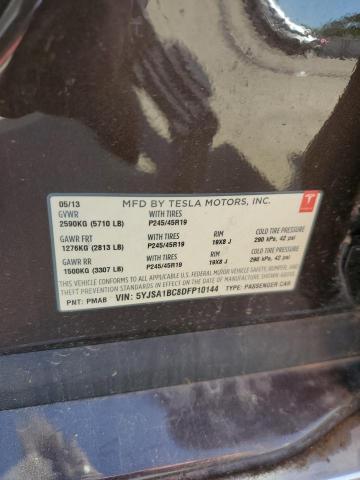 05/13 MFD BY TESLA MOTORS, INC.
GVWR WITH TIRES
2590KG (5710 LB) P245/45R19
GAWR FRT WITH TIRES RIM COLD TIRE PRESSURE
1276KG (2813 LB) P245/45R19 19X8 J 290 kPa, 42 psi
GAWR RR WITH TIRES RIM COLD TIRE PRESSURE
1500KG (3307 LB) P245/45R19 19X8 J 290 kPa, 42 psi
THIS VEHICLE CONFORMS TO ALL APPLICABLE U.S. FEDERAL MOTOR VEHICLE SAFETY, BUMPER, AND
THEFT PREVENTION STANDARDS IN EFFECT ON THE DATE OF MANUFACTURE SHOWN ABOVE.
PNT: PMAB VIN: 5YJSA1BC8DFP10144 TYPE: PASSENGER CAR